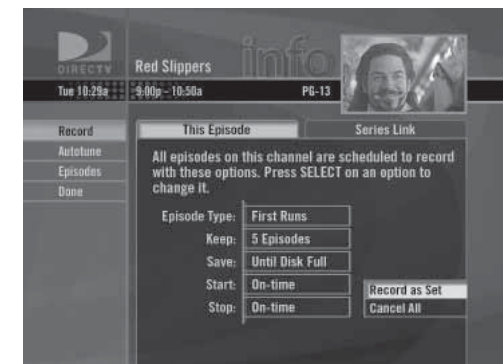 info
DIRECTV
Red Slippers
Tue 10:29a 9:00p - 10:50a PG-13
Record
Autotune
Episodes
Done
This Episode Series Link
All episodes on this channel are scheduled to record
with these options. Press SELECT on an option to
change it.
Episode Type: First Runs
Keep: 5 Episodes
Save: Until Disk Full
Start: On-time
Stop: On-time
Record as Set
Cancel All